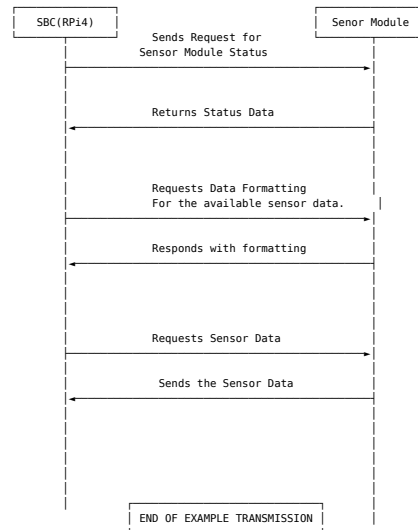 SBC(RPi4)
Senor Module
Sends Request for
Sensor Module Status
Returns Status Data
Requests Data Formatting
For the available sensor data.
Responds with formatting
Requests Sensor Data
Sends the Sensor Data
END OF EXAMPLE TRANSMISSION